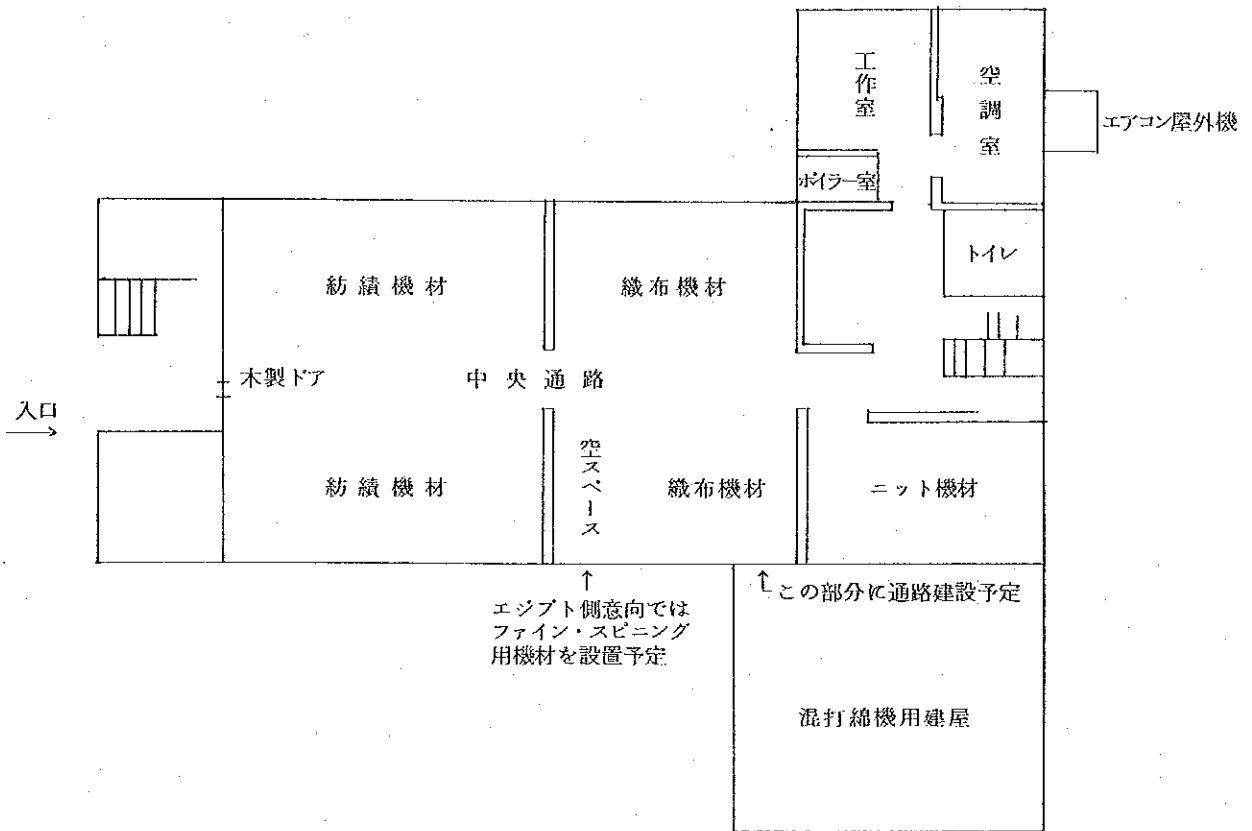 工作室
空調室
エアコン屋外機
ボイラー室
トイレ
紡績機材
織布機材
木製ドア
中央通路
入口
紡績機材
空スペース
織布機材
ニット機材
エジプト側意向では
ファイン・スピニング
用機材を設置予定
この部分に通路建設予定
混打綿機用建屋